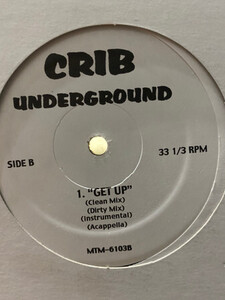 CRIB
UNDERGROUND
SIDE B
33 1/3 RPM
1. "GET UP"
(Clean Mix)
(Dirty Mix)
(Instrumental)
(Acappella)
MTM-6103B